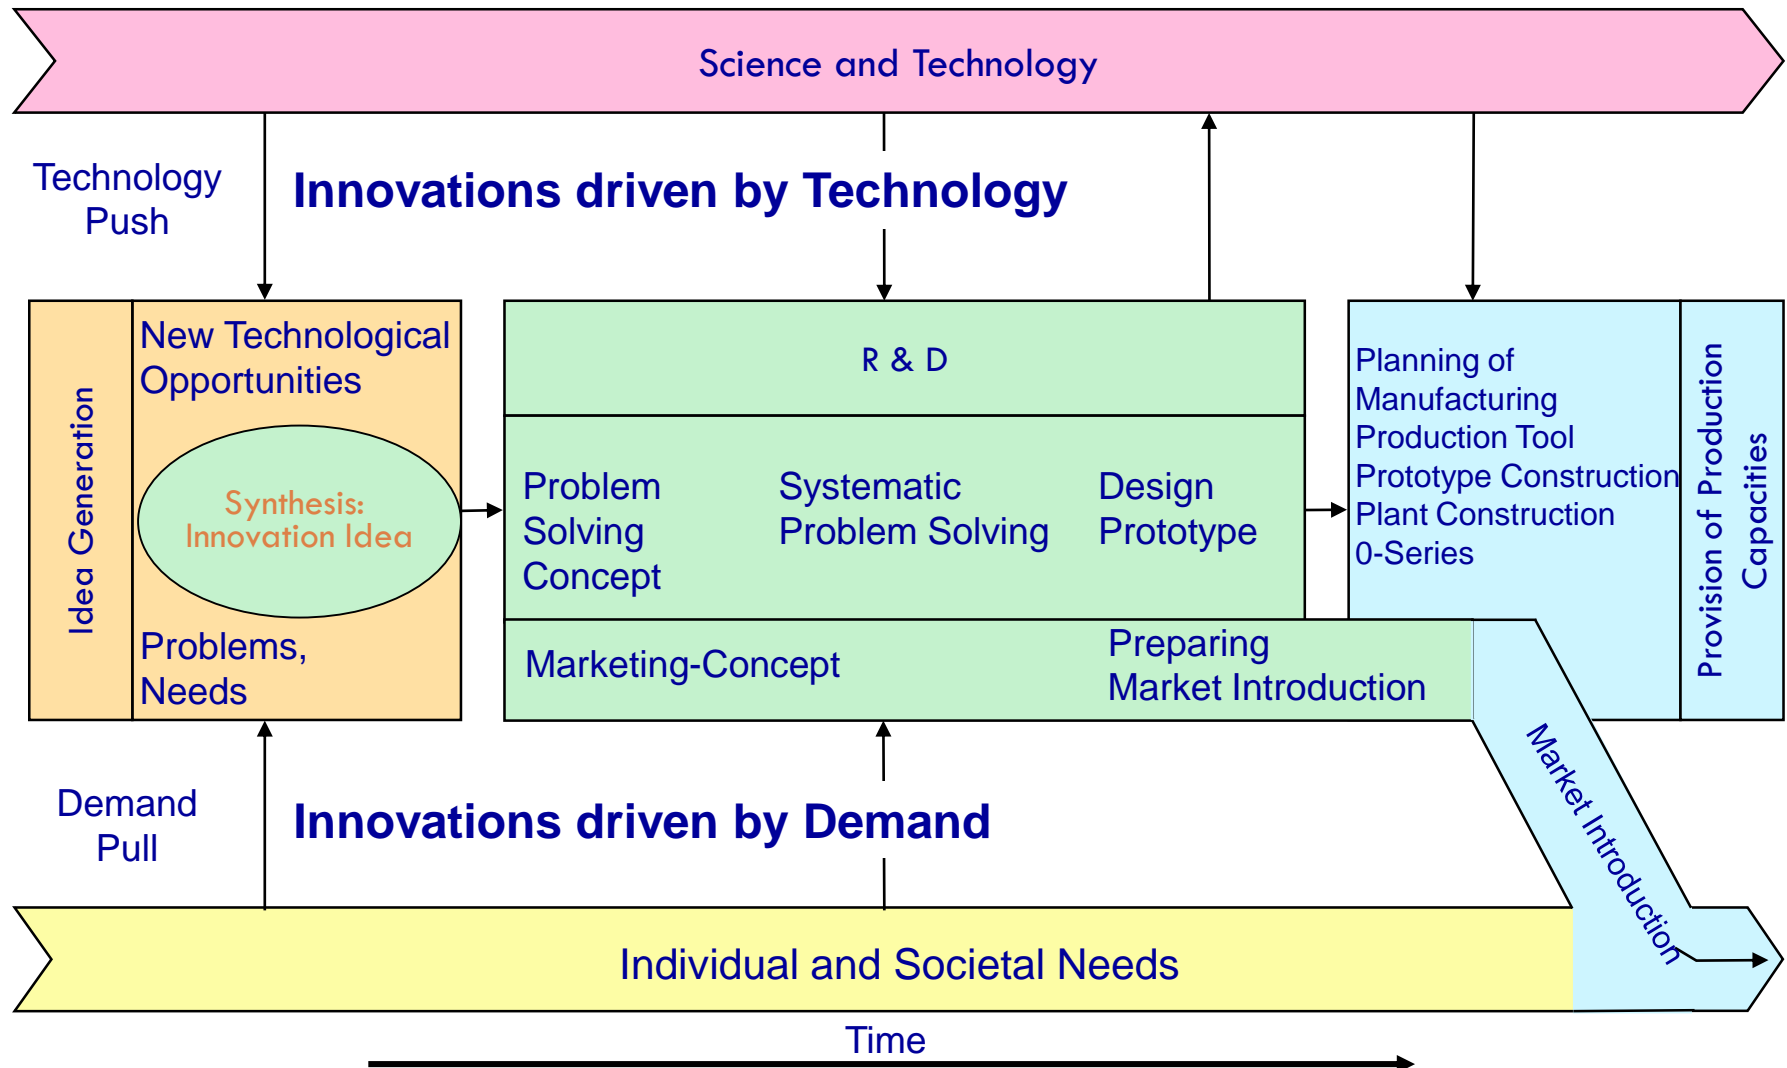 Science and Technology
Technology
Push
Innovations driven by Technology
Idea Generation
New Technological
Opportunities
Synthesis:
Innovation Idea
Problems,
Needs
R & D
Problem
Solving
Concept
Systematic
Problem Solving
Design
Prototype
Marketing-Concept
Preparing
Market Introduction
Planning of
Manufacturing
Production Tool
Prototype Construction
Plant Construction
0-Series
Provision of Production
Capacities
Market Introduction
Demand
Pull
Innovations driven by Demand
Individual and Societal Needs
Time